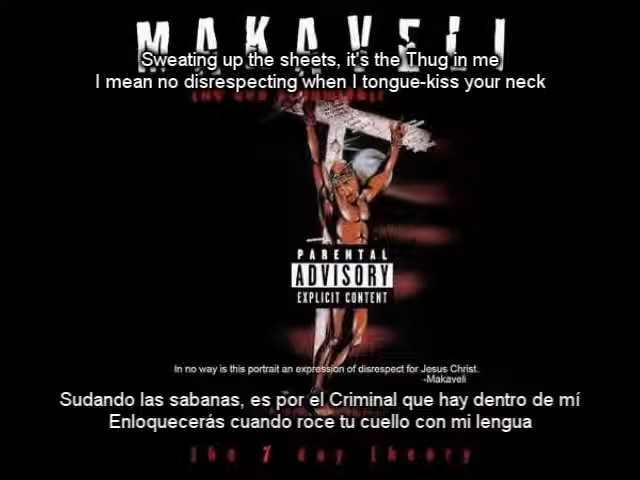 MAKAVELI
Sweating up the sheets, it's the Thug in me
I mean no disrespecting when I tongue-kiss your neck
PARENTAL
ADVISORY
EXPLICIT CONTENT
In no way is this portrait an expression of disrespect for Jesus Christ.
-Makaveli
Sudando las sabanas, es por el Criminal que hay dentro de mí
Enloquecerás cuando roce tu cuello con mi lengua
the 7 day theory